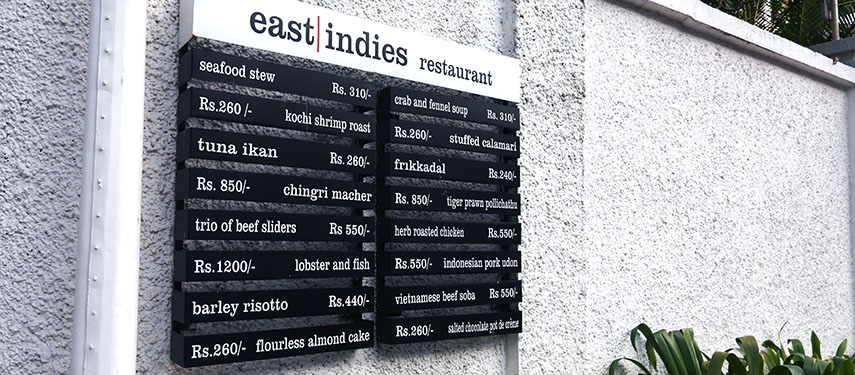 east|indies restaurant
seafood stew Rs. 310/-
Rs.260 /- kochi shrimp roast
tuna ikan Rs. 260/-
Rs. 850/- chingri macher
trio of beef sliders Rs 550/-
Rs.1200/- lobster and fish
barley risotto Rs.440/-
Rs.260/- flourless almond cake
crab and fennel soup Rs. 310/-
Rs.260/- stuffed calamari
frıkkadal Rs.240/-
Rs. 850/- tiger prawn pollichathu
herb roasted chicken Rs.550/-
Rs.550/- indonesian pork udon
vietnamese beef soba Rs 550/-
Rs.260/- salted chocolate pot de crème